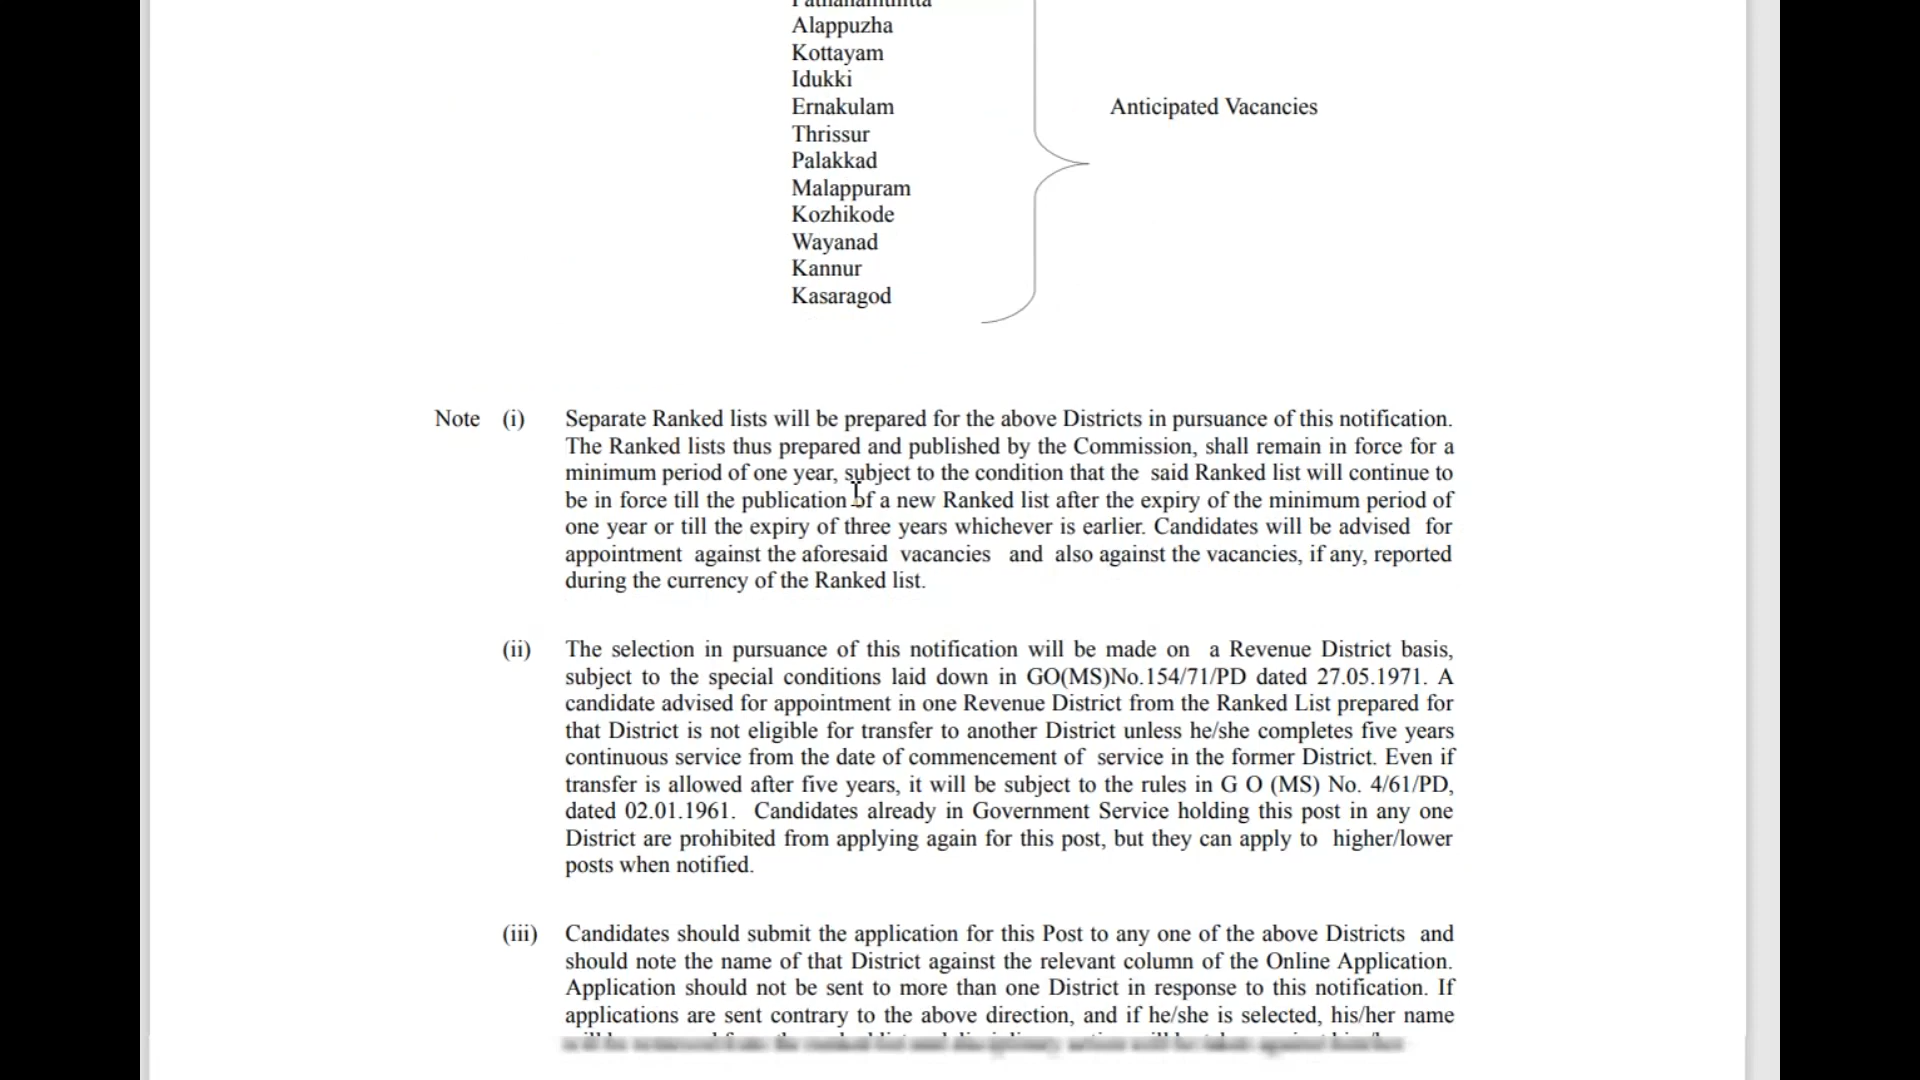 Pathanamthitta
Alappuzha
Kottayam
Idukki
Ernakulam Anticipated Vacancies
Thrissur
Palakkad
Malappuram
Kozhikode
Wayanad
Kannur
Kasaragod
Note (i) Separate Ranked lists will be prepared for the above Districts in pursuance of this notification.
The Ranked lists thus prepared and published by the Commission, shall remain in force for a
minimum period of one year, subject to the condition that the said Ranked list will continue to
be in force till the publication of a new Ranked list after the expiry of the minimum period of
one year or till the expiry of three years whichever is earlier. Candidates will be advised for
appointment against the aforesaid vacancies and also against the vacancies, if any, reported
during the currency of the Ranked list.
(ii) The selection in pursuance of this notification will be made on a Revenue District basis,
subject to the special conditions laid down in GO(MS)No.154/71/PD dated 27.05.1971. A
candidate advised for appointment in one Revenue District from the Ranked List prepared for
that District is not eligible for transfer to another District unless he/she completes five years
continuous service from the date of commencement of service in the former District. Even if
transfer is allowed after five years, it will be subject to the rules in G O (MS) No. 4/61/PD,
dated 02.01.1961. Candidates already in Government Service holding this post in any one
District are prohibited from applying again for this post, but they can apply to higher/lower
posts when notified.
(iii) Candidates should submit the application for this Post to any one of the above Districts and
should note the name of that District against the relevant column of the Online Application.
Application should not be sent to more than one District in response to this notification. If
applications are sent contrary to the above direction, and if he/she is selected, his/her name